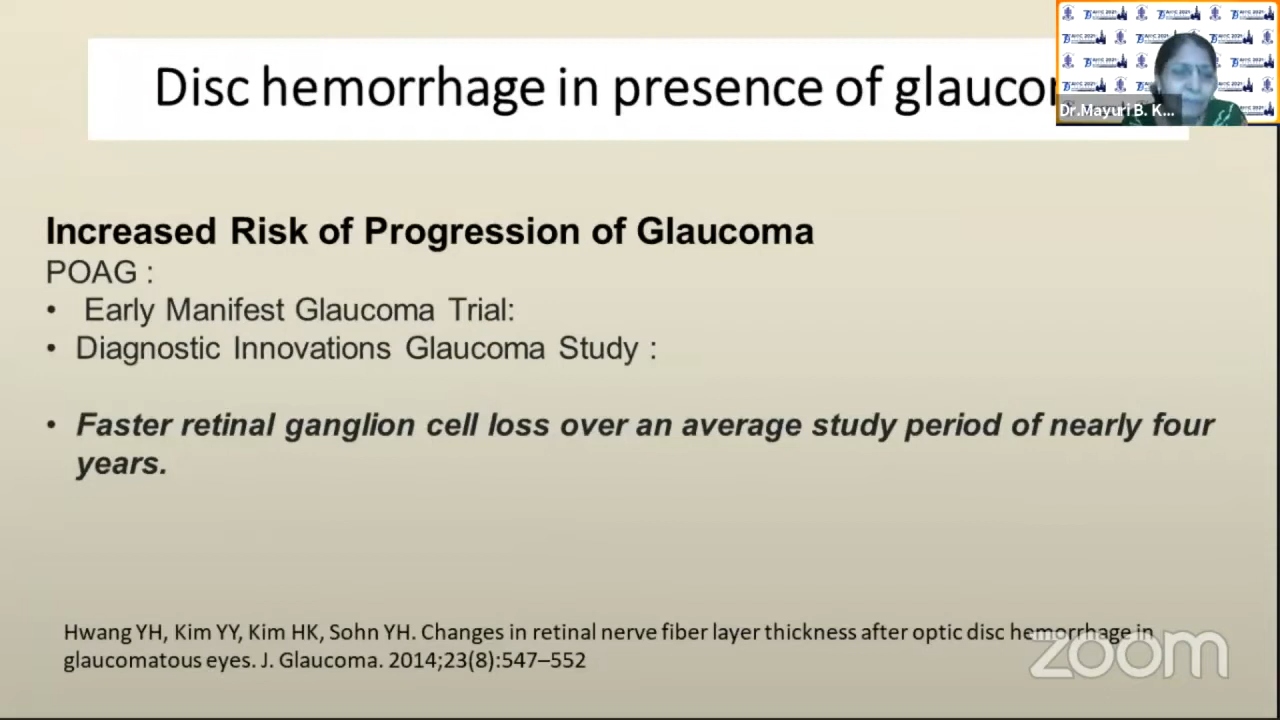 Disc hemorrhage in presence of glauco
Dr.Mayuri B. K...
Increased Risk of Progression of Glaucoma
POAG :
• Early Manifest Glaucoma Trial:
• Diagnostic Innovations Glaucoma Study :
• Faster retinal ganglion cell loss over an average study period of nearly four
years.
Hwang YH, Kim YY, Kim HK, Sohn YH. Changes in retinal nerve fiber layer thickness after optic disc hemorrhage in
glaucomatous eyes. J. Glaucoma. 2014;23(8):547–552
zoom